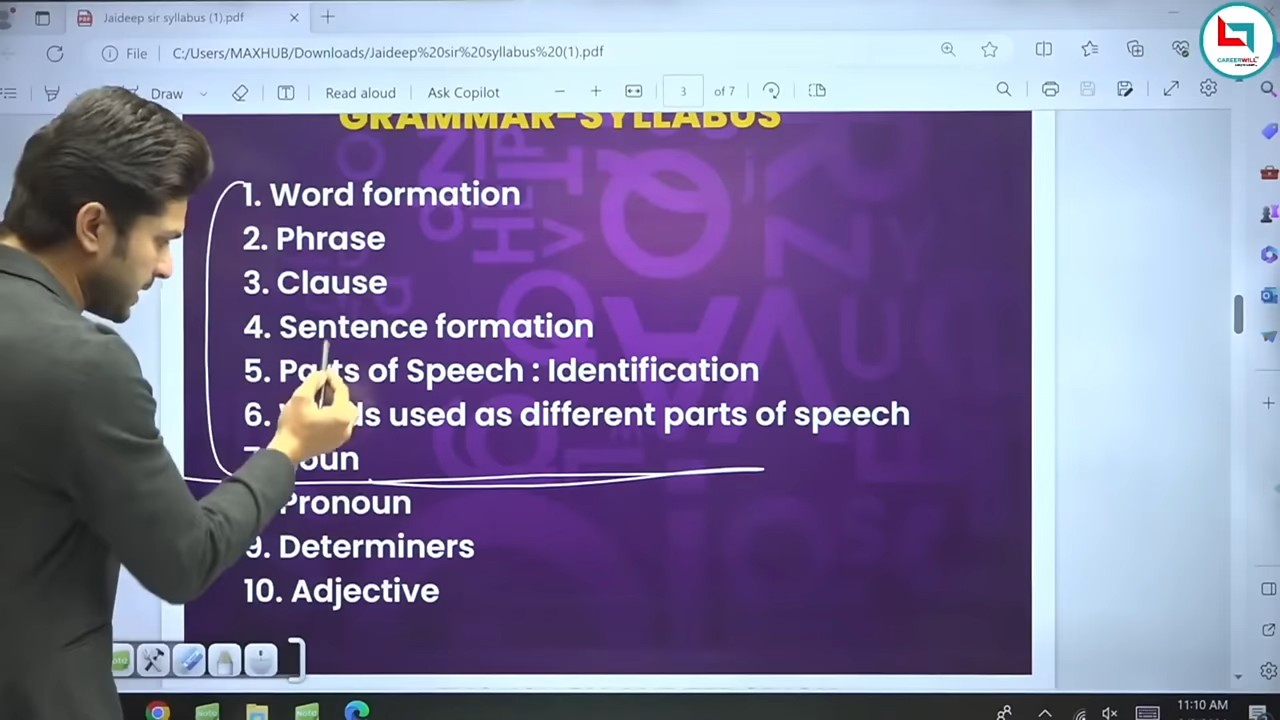 Jaideep sir syllabus (1).pdf
File C:/Users/MAXHUB/Downloads/Jaideep%20sir%20syllabus%20(1).pdf
CAREERWILL
Draw Read aloud Ask Copilot 3 of 7
GRAMMAR-SYLLABUS
1. Word formation
2. Phrase
3. Clause
4. Sentence formation
5. Parts of Speech : Identification
6. used as different parts of speech
Pronoun
9. Determiners
10. Adjective
11:10 AM